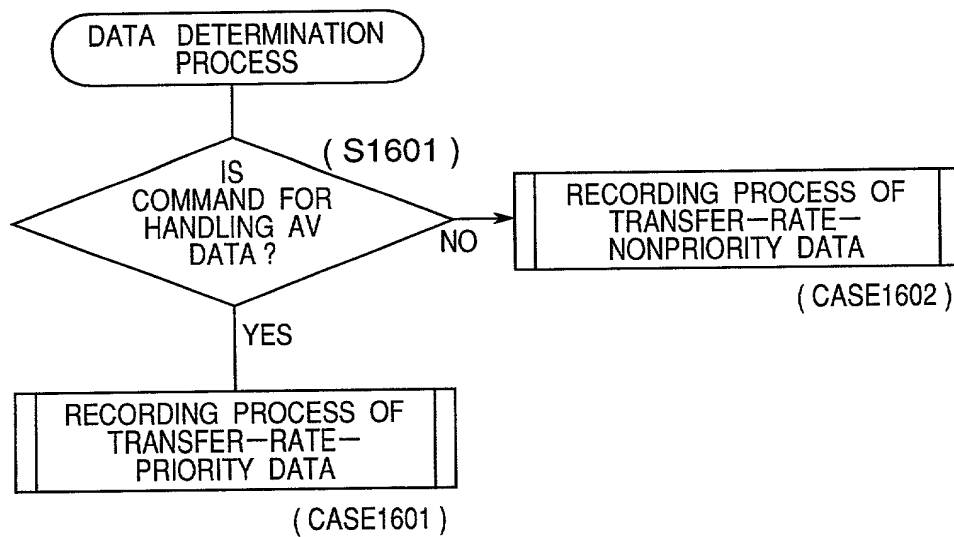 DATA DETERMINATION
PROCESS
( S1601 )
IS
COMMAND FOR
HANDLING AV
DATA ?
NO
RECORDING PROCESS OF
TRANSFER—RATE—
NONPRIORITY DATA
( CASE1602 )
YES
RECORDING PROCESS OF
TRANSFER—RATE—
PRIORITY DATA
( CASE1601 )